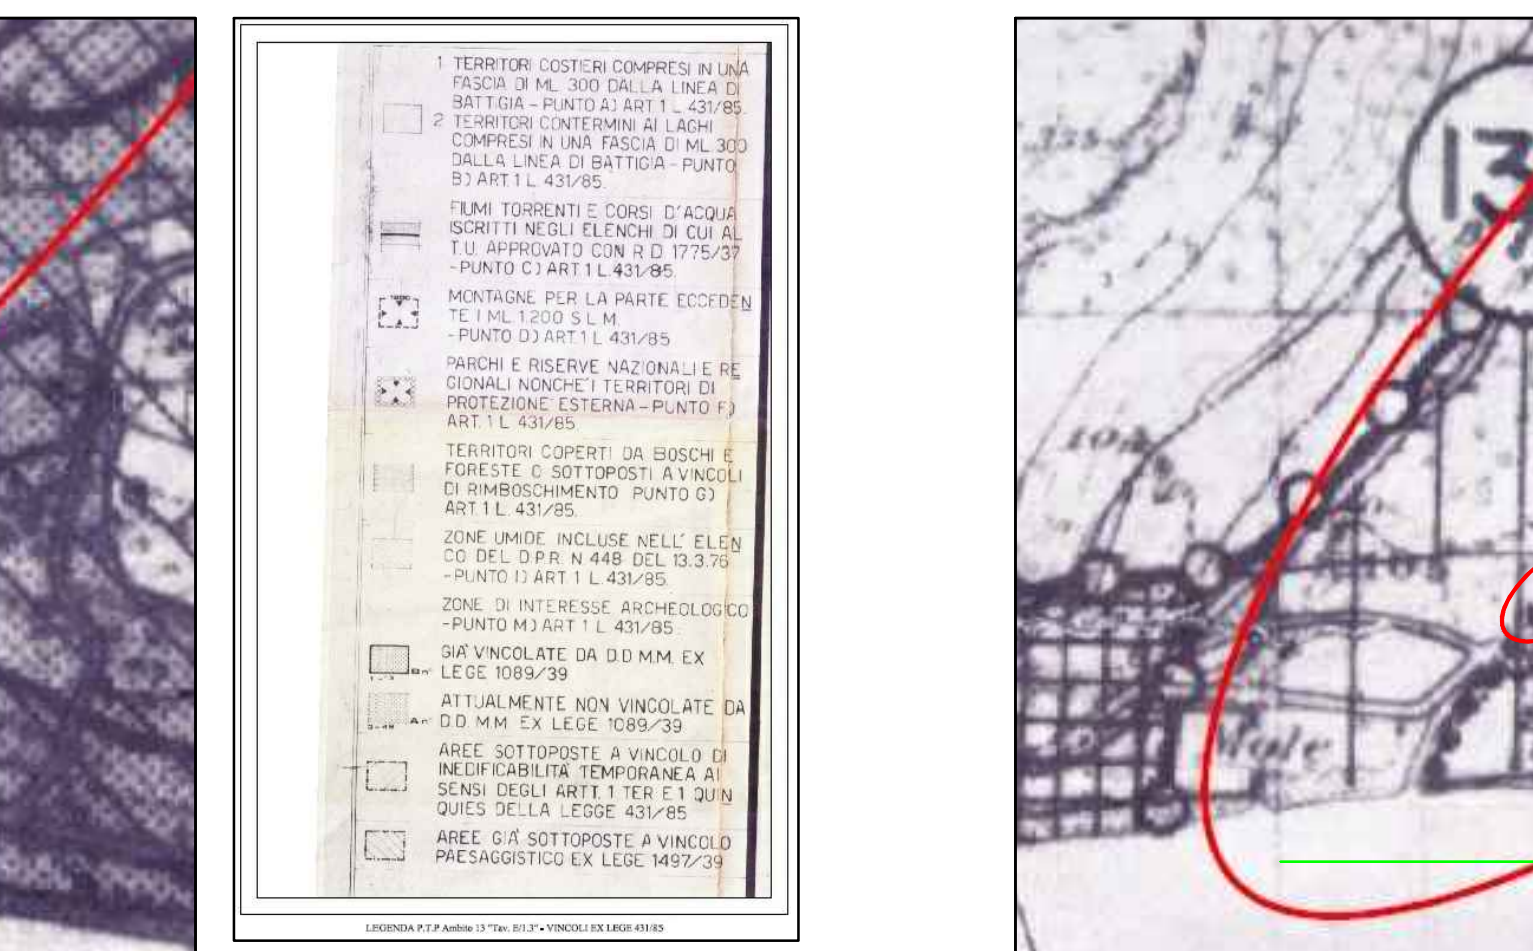 1 TERRITORI COSTIERI COMPRESI IN UNA
FASCIA DI ML 300 DALLA LINEA DI
BATTIGIA - PUNTO A) ART 1 L 431/85.
2 TERRITORI CONTERMINI AI LAGHI
COMPRESI IN UNA FASCIA DI ML 300
DALLA LINEA DI BATTIGIA - PUNTO
B) ART.1 L. 431/85.
FIUMI TORRENTI E CORSI D'ACQUA
ISCRITTI NEGLI ELENCHI DI CUI AL
T.U. APPROVATO CON R D 1775/37
- PUNTO C) ART 1 L.431/85.
MONTAGNE PER LA PARTE ECCEDEN
TE I ML 1.200 S L M.
- PUNTO D) ART.1 L 431/85
PARCHI E RISERVE NAZIONALI E RE
GIONALI NONCHE' I TERRITORI DI
PROTEZIONE ESTERNA - PUNTO F)
ART. 1 L 431/85
TERRITORI COPERTI DA BOSCHI E
FORESTE O SOTTOPOSTI A VINCOLI
DI RIMBOSCHIMENTO PUNTO G)
ART.1 L. 431/85.
ZONE UMIDE INCLUSE NELL' ELEN
CO DEL D.P.R. N 448 DEL 13.3.76
- PUNTO I) ART 1 L.431/85.
ZONE DI INTERESSE ARCHEOLOGICO
- PUNTO M) ART 1 L 431/85
GIA' VINCOLATE DA D.D M.M. EX
LEGE 1089/39
ATTUALMENTE NON VINCOLATE DA
D.D. M.M EX LEGE 1089/39
AREE SOTTOPOSTE A VINCOLO DI
INEDIFICABILITA' TEMPORANEA AI
SENSI DEGLI ARTT. 1 TER E 1 QUIN
QUIES DELLA LEGGE 431/85
AREE GIA' SOTTOPOSTE A VINCOLO
PAESAGGISTICO EX LEGE 1497/39
LEGENDA P.T.P Ambito 13 "Tav. E/1.3" - VINCOLI EX LEGE 431/85
13
Mole